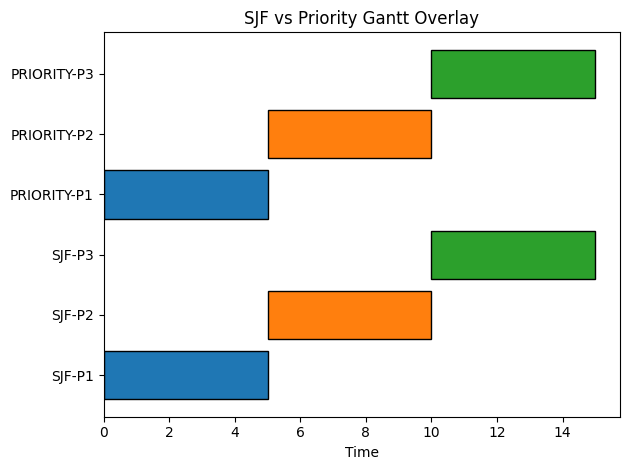 SJF vs Priority Gantt Overlay
PRIORITY-P3
PRIORITY-P2
PRIORITY-P1
SJF-P3
SJF-P2
SJF-P1
0 2 4 6 8 10 12 14
Time